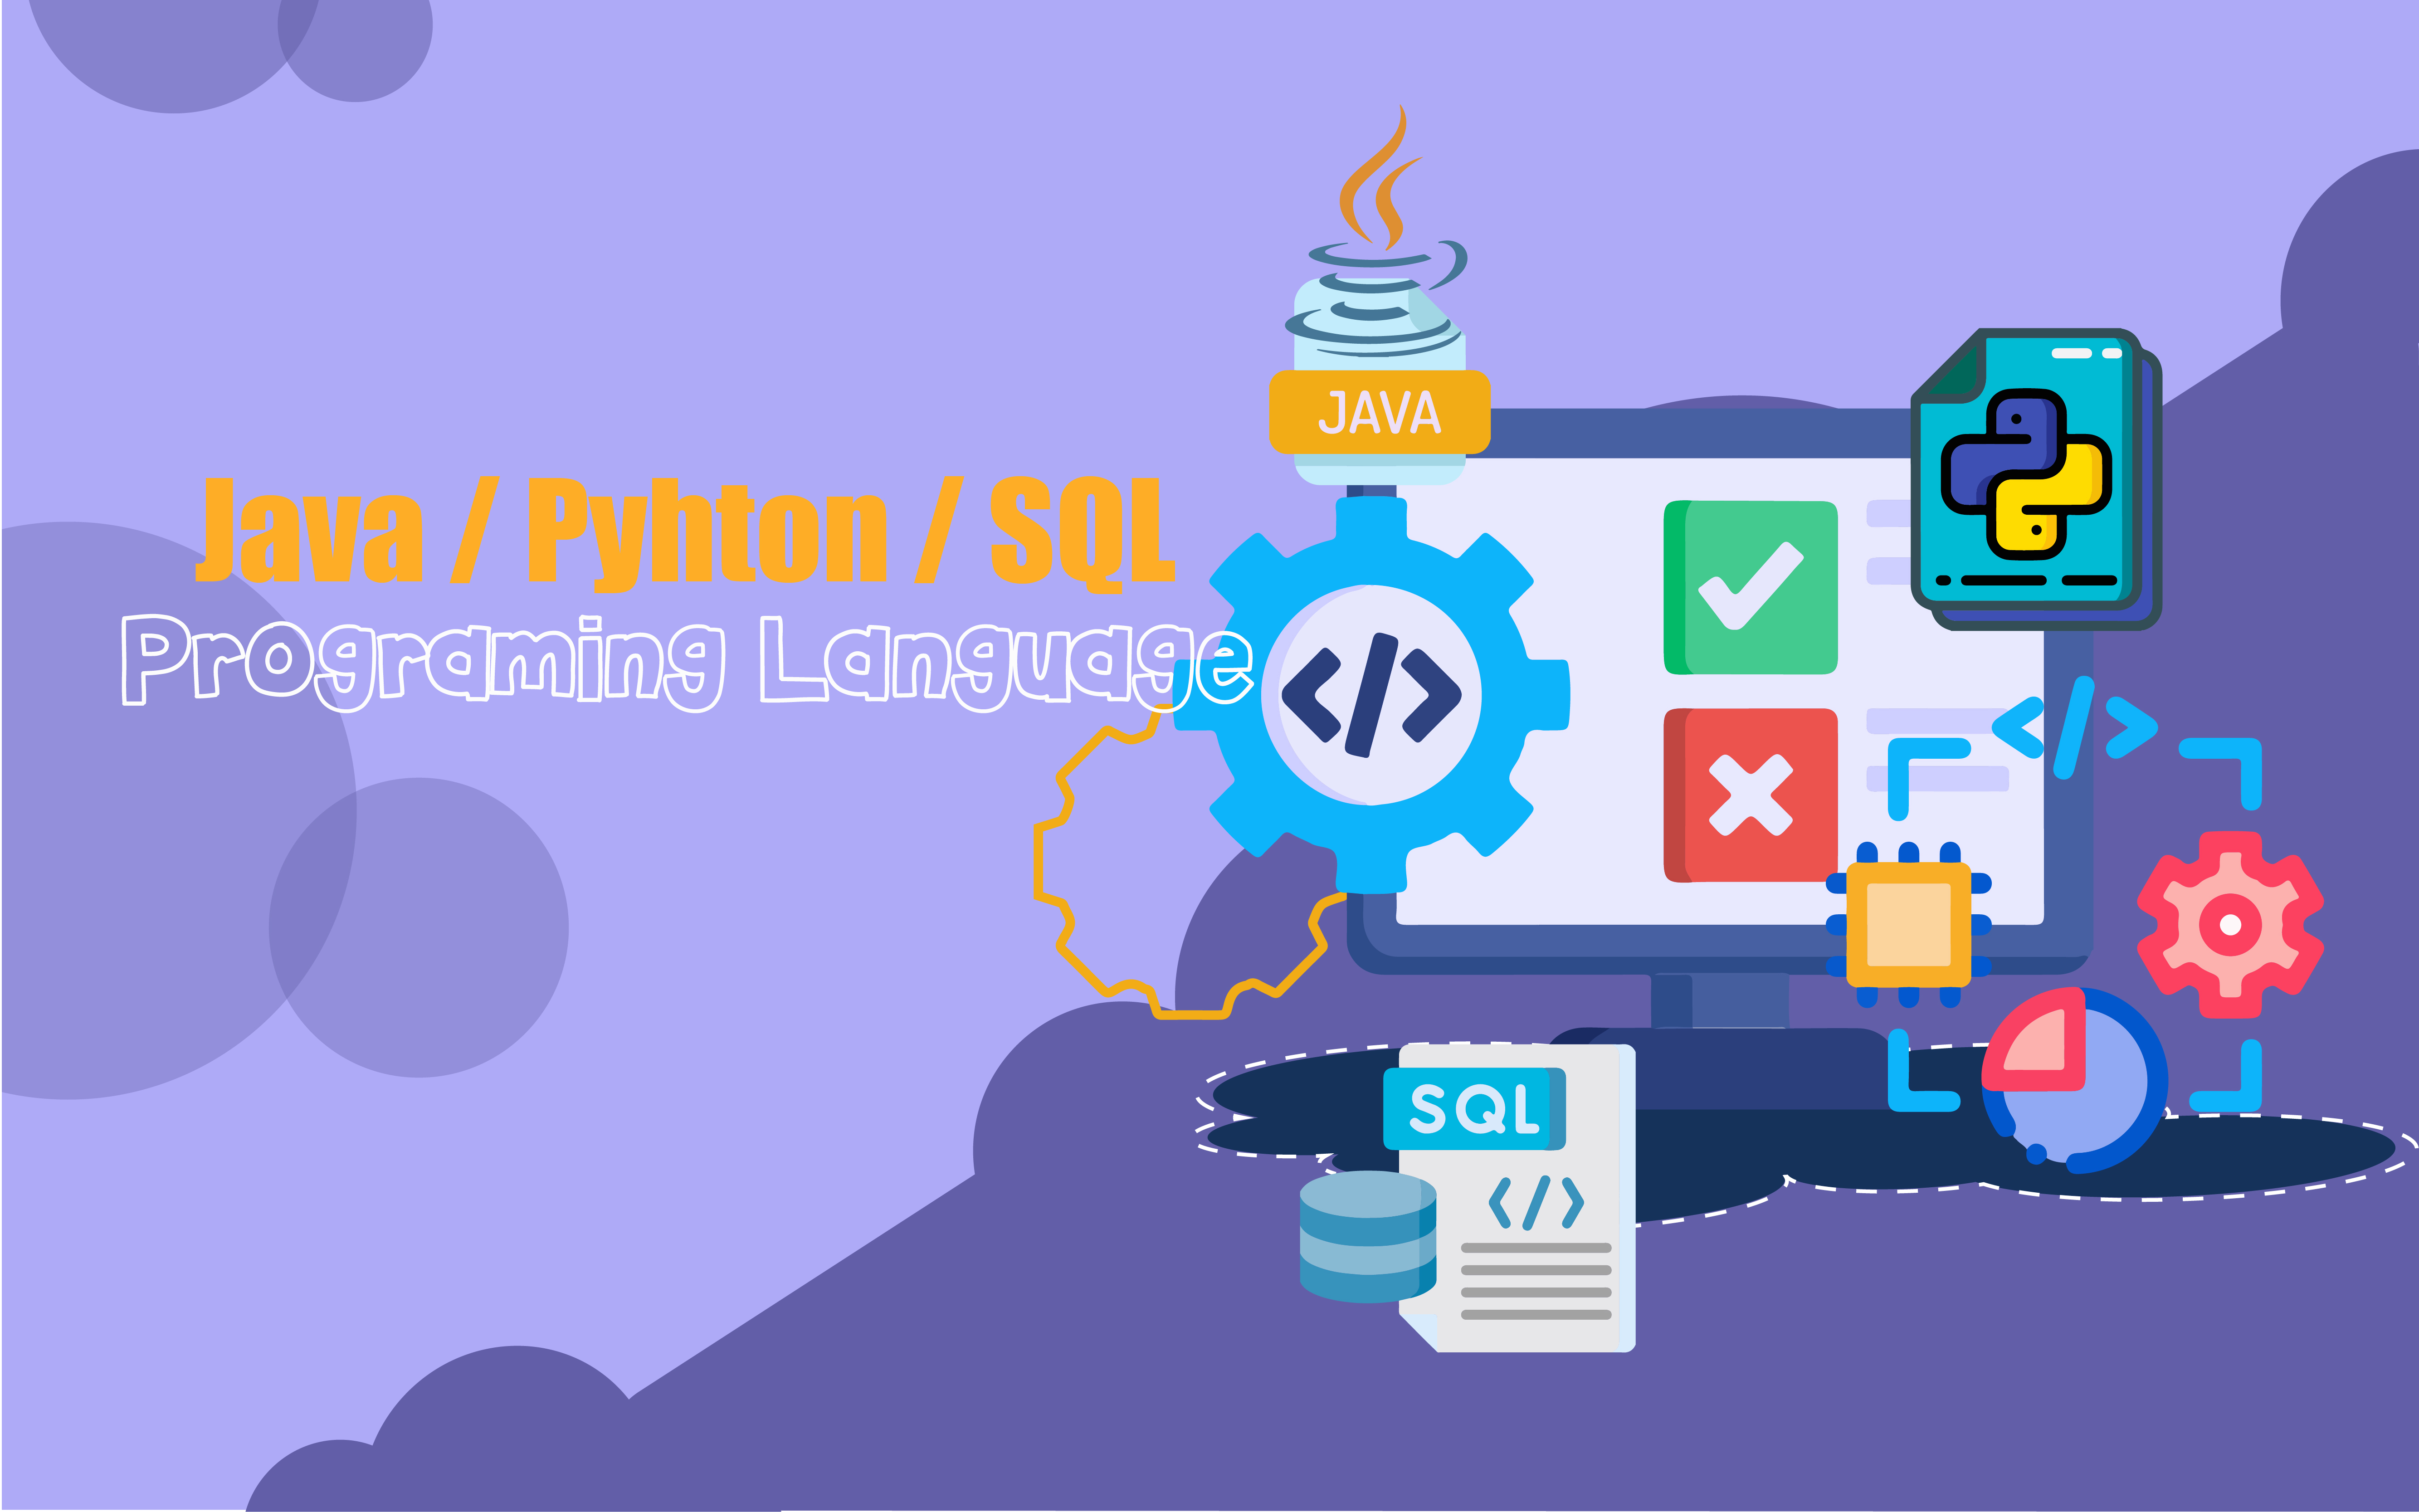 JAVA
Java / Pyhton / SQL
Programing Language
</>
</>
SQL
</>